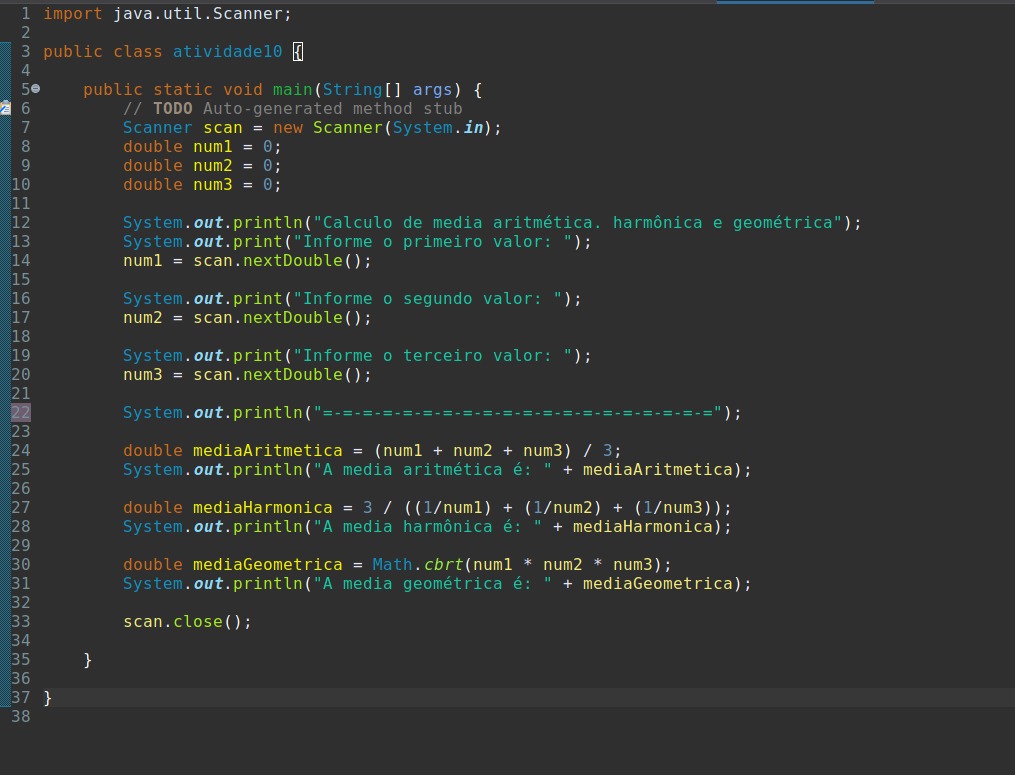 1 import java.util.Scanner;
2
3 public class atividade10 {
4
5 public static void main(String[] args) {
6 // TODO Auto-generated method stub
7 Scanner scan = new Scanner(System.in);
8 double num1 = 0;
9 double num2 = 0;
10 double num3 = 0;
11
12 System.out.println("Calculo de media aritmética. harmônica e geométrica");
13 System.out.print("Informe o primeiro valor: ");
14 num1 = scan.nextDouble();
15
16 System.out.print("Informe o segundo valor: ");
17 num2 = scan.nextDouble();
18
19 System.out.print("Informe o terceiro valor: ");
20 num3 = scan.nextDouble();
21
22 System.out.println("=-=-=-=-=-=-=-=-=-=-=-=-=-=-=-=-=-=-=-=");
23
24 double mediaAritmetica = (num1 + num2 + num3) / 3;
25 System.out.println("A media aritmética é: " + mediaAritmetica);
26
27 double mediaHarmonica = 3 / ((1/num1) + (1/num2) + (1/num3));
28 System.out.println("A media harmônica é: " + mediaHarmonica);
29
30 double mediaGeometrica = Math.cbrt(num1 * num2 * num3);
31 System.out.println("A media geométrica é: " + mediaGeometrica);
32
33 scan.close();
34
35 }
36
37 }
38